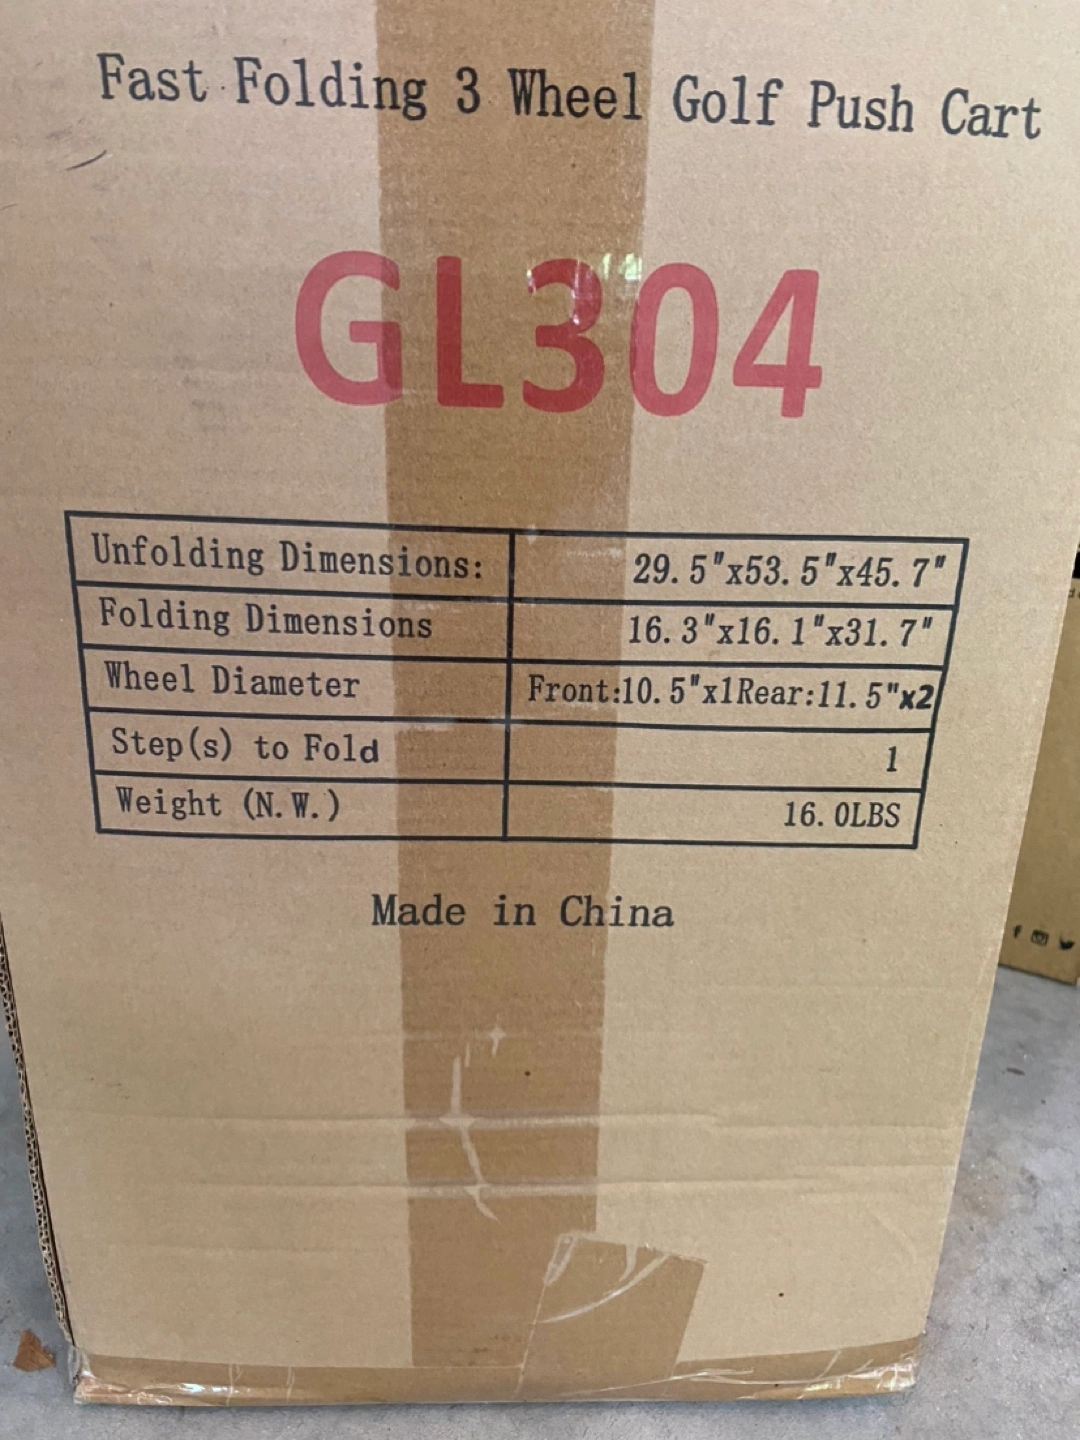 Fast Folding 3 Wheel Golf Push Cart
GL304
Unfolding Dimensions: 29.5"x53.5"x45.7"
Folding Dimensions 16.3"x16.1"x31.7"
Wheel Diameter Front:10.5"x1Rear:11.5"x2
Step(s) to Fold 1
Weight (N.W.) 16.0LBS
Made in China